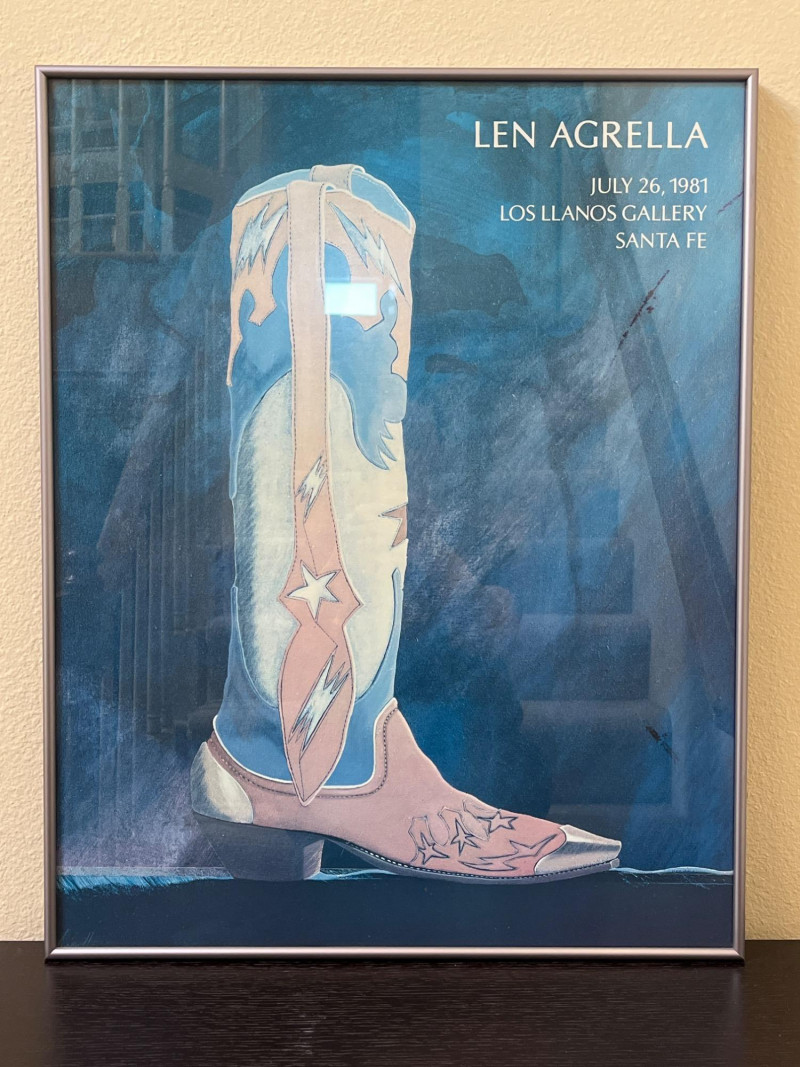 LEN AGRELLA
JULY 26, 1981
LOS LLANOS GALLERY
SANTA FE